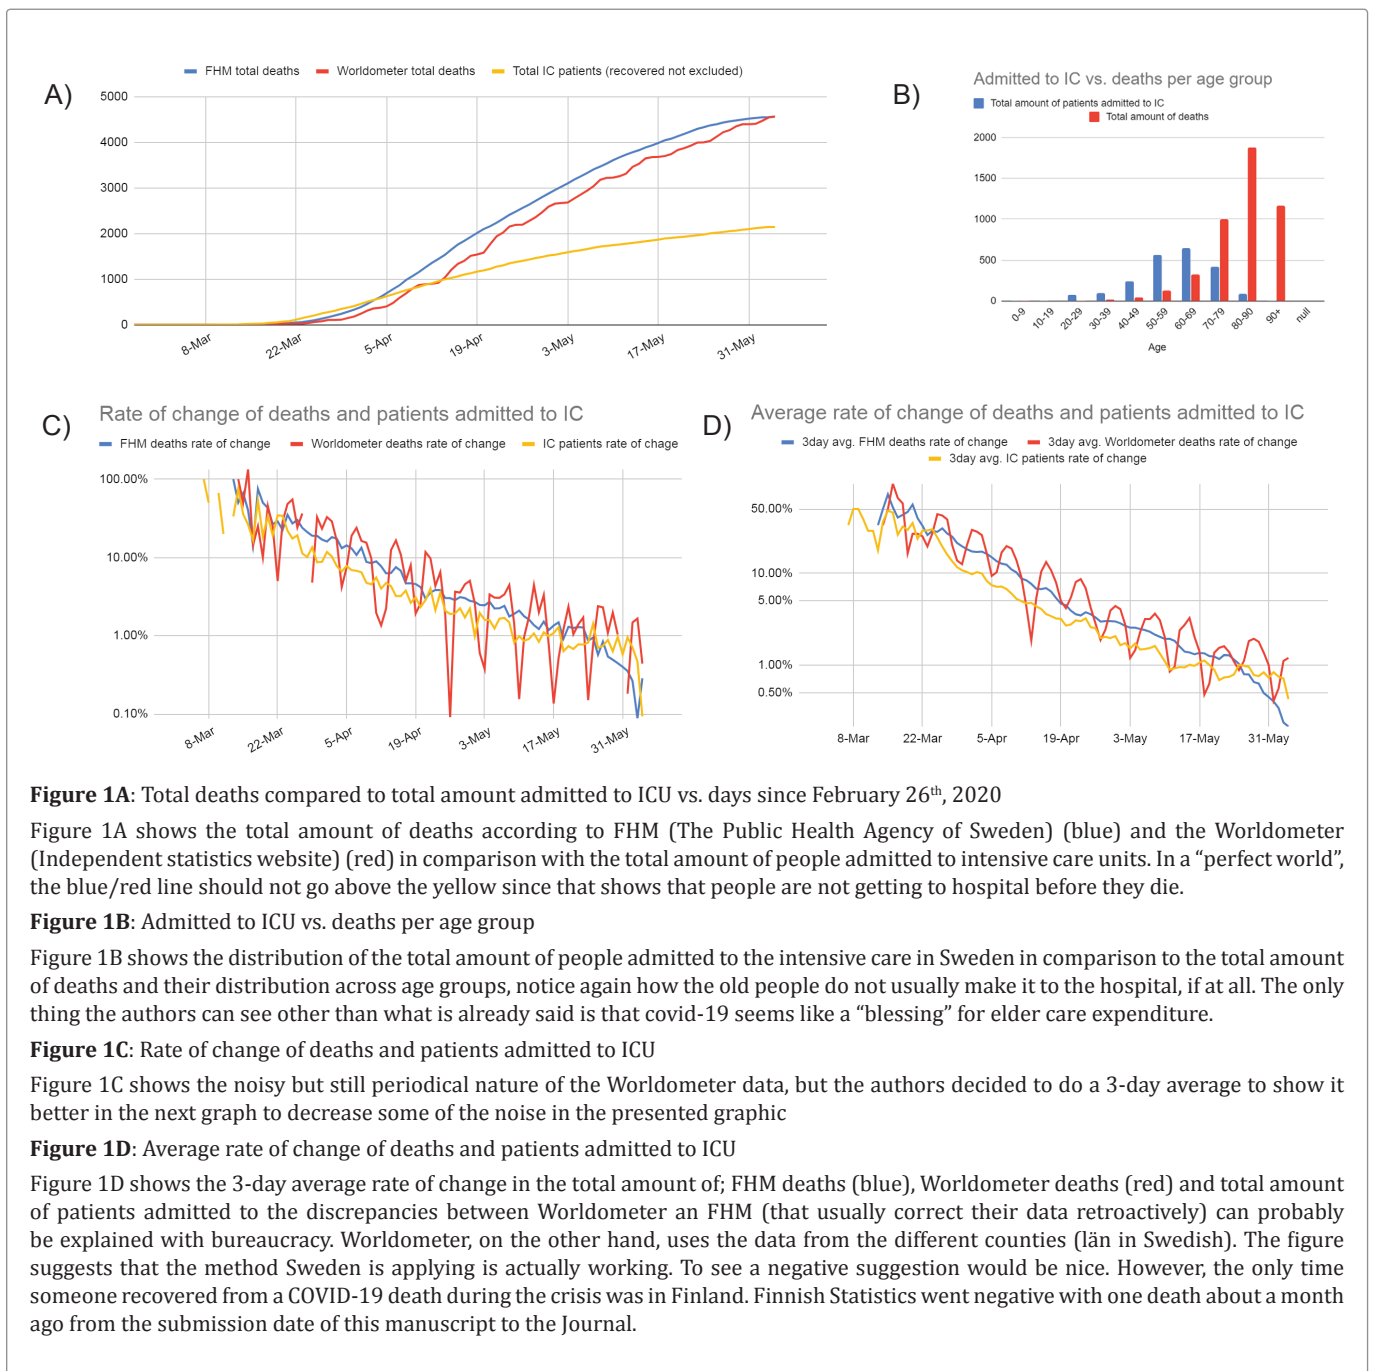 A)
FHM total deaths
Worldometer total deaths
Total IC patients (recovered not excluded)
5000
4000
3000
2000
1000
0
8-Mar
22-Mar
5-Apr
19-Apr
3-May
17-May
31-May
B)
Admitted to IC vs. deaths per age group
Total amount of patients admitted to IC
Total amount of deaths
2000
1500
1000
500
0
0-9
10-19
20-29
30-39
40-49
50-59
60-69
70-79
80-90
90+
null
Age
C)
Rate of change of deaths and patients admitted to IC
FHM deaths rate of change
Worldometer deaths rate of change
IC patients rate of chage
100.00%
10.00%
1.00%
0.10%
8-Mar
22-Mar
5-Apr
19-Apr
3-May
17-May
31-May
D)
Average rate of change of deaths and patients admitted to IC
3day avg. FHM deaths rate of change
3day avg. Worldometer deaths rate of change
3day avg. IC patients rate of change
50.00%
10.00%
5.00%
1.00%
0.50%
8-Mar
22-Mar
5-Apr
19-Apr
3-May
17-May
31-May
Figure 1A: Total deaths compared to total amount admitted to ICU vs. days since February 26th, 2020
Figure 1A shows the total amount of deaths according to FHM (The Public Health Agency of Sweden) (blue) and the Worldometer
(Independent statistics website) (red) in comparison with the total amount of people admitted to intensive care units. In a “perfect world”,
the blue/red line should not go above the yellow since that shows that people are not getting to hospital before they die.
Figure 1B: Admitted to ICU vs. deaths per age group
Figure 1B shows the distribution of the total amount of people admitted to the intensive care in Sweden in comparison to the total amount
of deaths and their distribution across age groups, notice again how the old people do not usually make it to the hospital, if at all. The only
thing the authors can see other than what is already said is that covid-19 seems like a “blessing” for elder care expenditure.
Figure 1C: Rate of change of deaths and patients admitted to ICU
Figure 1C shows the noisy but still periodical nature of the Worldometer data, but the authors decided to do a 3-day average to show it
better in the next graph to decrease some of the noise in the presented graphic
Figure 1D: Average rate of change of deaths and patients admitted to ICU
Figure 1D shows the 3-day average rate of change in the total amount of; FHM deaths (blue), Worldometer deaths (red) and total amount
of patients admitted to the discrepancies between Worldometer an FHM (that usually correct their data retroactively) can probably
be explained with bureaucracy. Worldometer, on the other hand, uses the data from the different counties (län in Swedish). The figure
suggests that the method Sweden is applying is actually working. To see a negative suggestion would be nice. However, the only time
someone recovered from a COVID-19 death during the crisis was in Finland. Finnish Statistics went negative with one death about a month
ago from the submission date of this manuscript to the Journal.